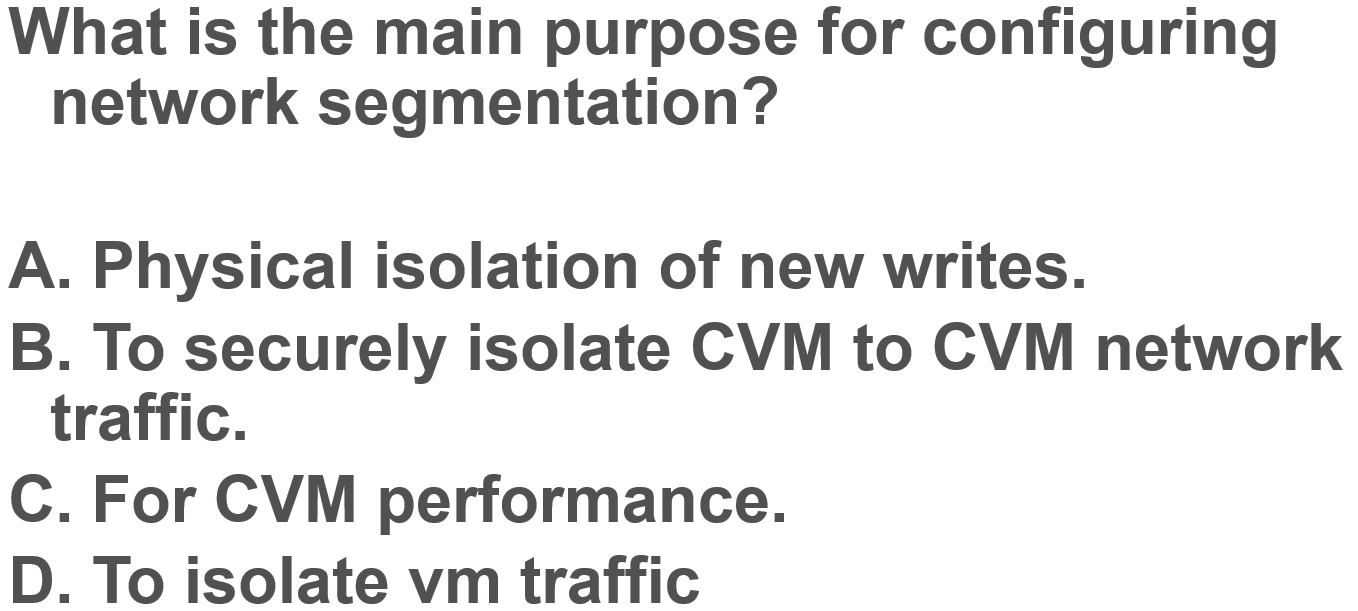 What is the main purpose for configuring
network segmentation?
A. Physical isolation of new writes.
B. To securely isolate CVM to CVM network
traffic.
C. For CVM performance.
D. To isolate vm traffic